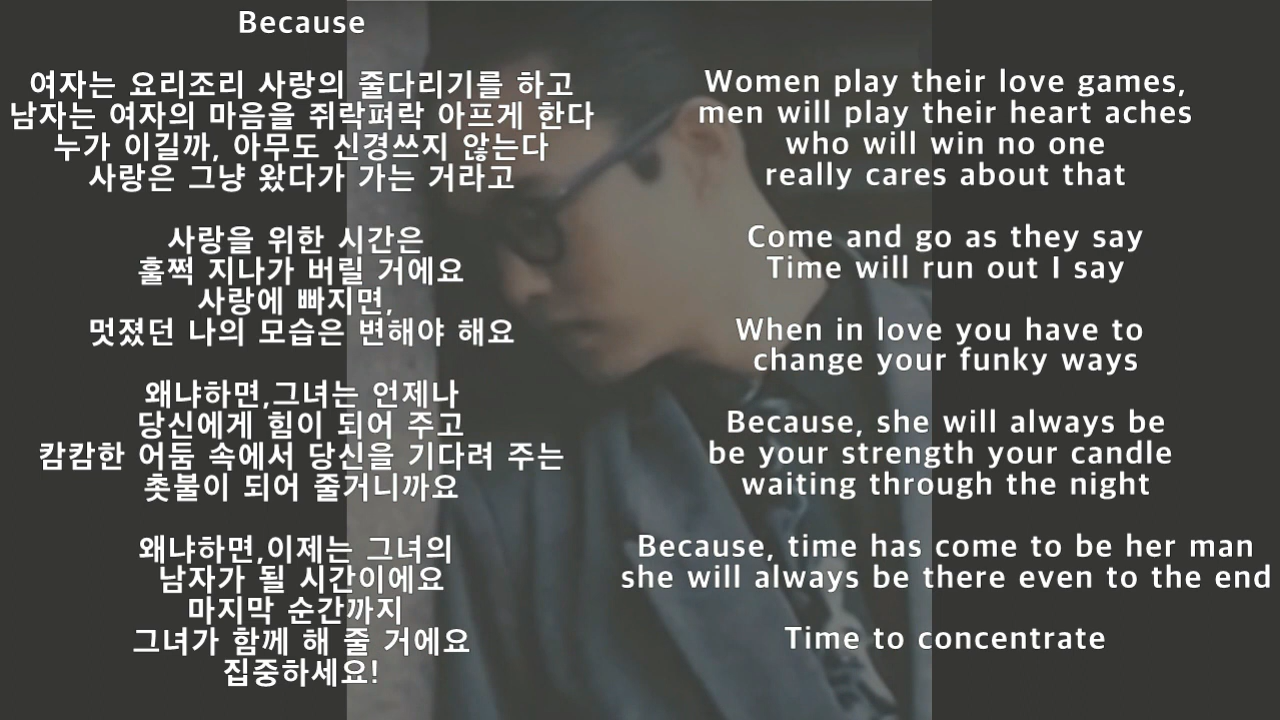 Because
여자는 요리조리 사랑의 줄다리기를 하고
남자는 여자의 마음을 쥐락펴락 아프게 한다
누가 이길까, 아무도 신경쓰지 않는다
사랑은 그냥 왔다가 가는 거라고
사랑을 위한 시간은
훌쩍 지나가 버릴 거에요
사랑에 빠지면,
멋졌던 나의 모습은 변해야 해요
왜냐하면,그녀는 언제나
당신에게 힘이 되어 주고
캄캄한 어둠 속에서 당신을 기다려 주는
촛불이 되어 줄거니까요
왜냐하면,이제는 그녀의
남자가 될 시간이에요
마지막 순간까지
그녀가 함께 해 줄 거에요
집중하세요!
Women play their love games,
men will play their heart aches
who will win no one
really cares about that
Come and go as they say
Time will run out I say
When in love you have to
change your funky ways
Because, she will always be
be your strength your candle
waiting through the night
Because, time has come to be her man
she will always be there even to the end
Time to concentrate